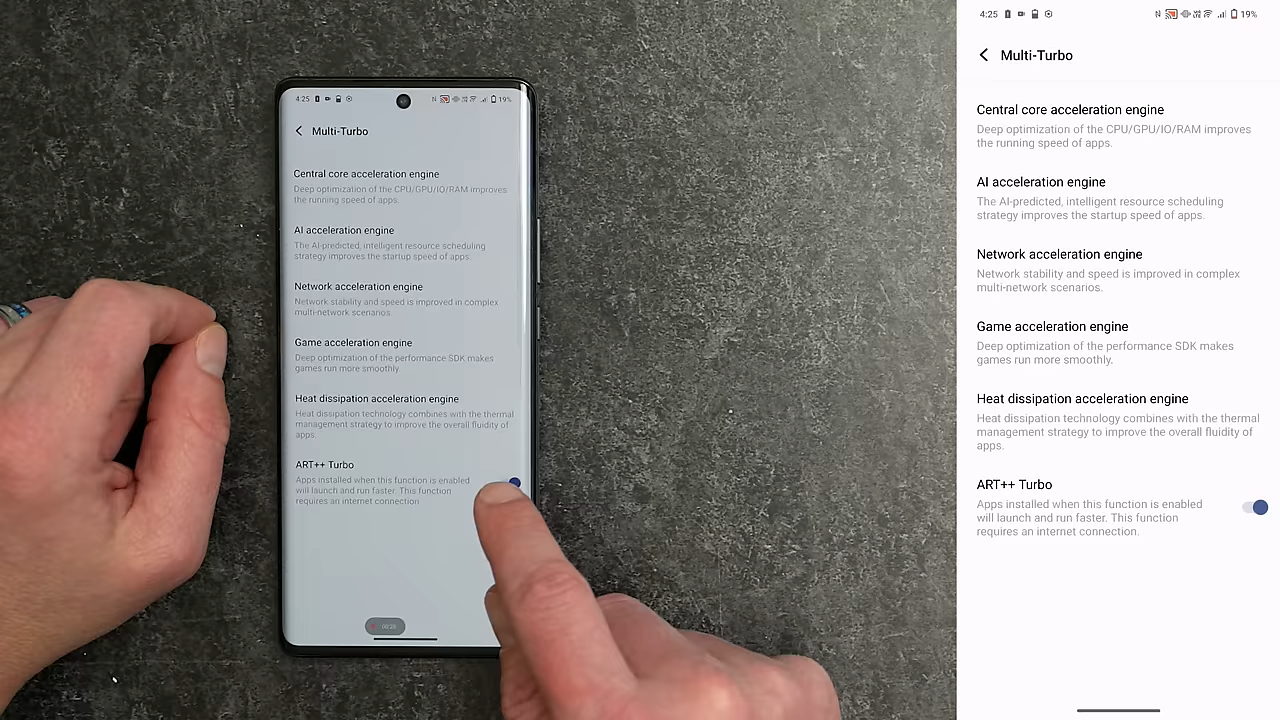 4:25
19%
Multi-Turbo
Central core acceleration engine
Deep optimization of the CPU/GPU/IO/RAM improves
the running speed of apps.
AI acceleration engine
The AI-predicted, intelligent resource scheduling
strategy improves the startup speed of apps.
Network acceleration engine
Network stability and speed is improved in complex
multi-network scenarios.
Game acceleration engine
Deep optimization of the performance SDK makes
games run more smoothly.
Heat dissipation acceleration engine
Heat dissipation technology combines with the thermal
management strategy to improve the overall fluidity of
apps.
ART++ Turbo
Apps installed when this function is enabled
will launch and run faster. This function
requires an internet connection
4:25
19%
Multi-Turbo
Central core acceleration engine
Deep optimization of the CPU/GPU/IO/RAM improves
the running speed of apps.
AI acceleration engine
The AI-predicted, intelligent resource scheduling
strategy improves the startup speed of apps.
Network acceleration engine
Network stability and speed is improved in complex
multi-network scenarios.
Game acceleration engine
Deep optimization of the performance SDK makes
games run more smoothly.
Heat dissipation acceleration engine
Heat dissipation technology combines with the thermal
management strategy to improve the overall fluidity of
apps.
ART++ Turbo
Apps installed when this function is enabled
will launch and run faster. This function
requires an internet connection.